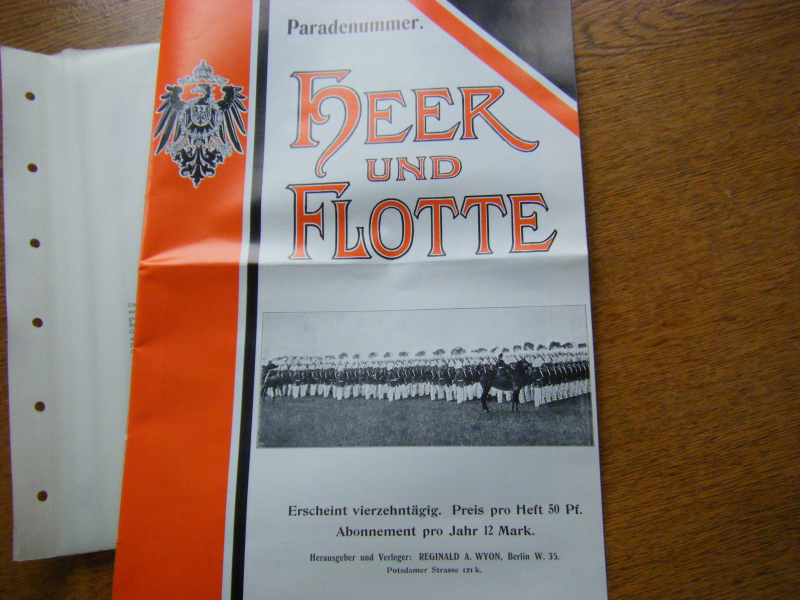 Paradenummer.
HEER
UND
FLOTTE
Erscheint vierzehntägig. Preis pro Heft 50 Pf.
Abonnement pro Jahr 12 Mark.
Herausgeber und Verleger: REGINALD A. WYON, Berlin W. 35.
Potsdamer Strasse 121 k.